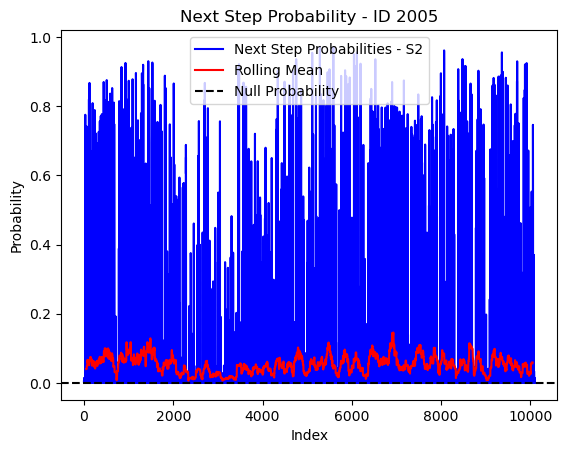 Next Step Probability - ID 2005
1.0
0.8
0.6
0.4
0.2
0.0
Probability
Next Step Probabilities - S2
Rolling Mean
Null Probability
0
2000
4000
6000
8000
10000
Index